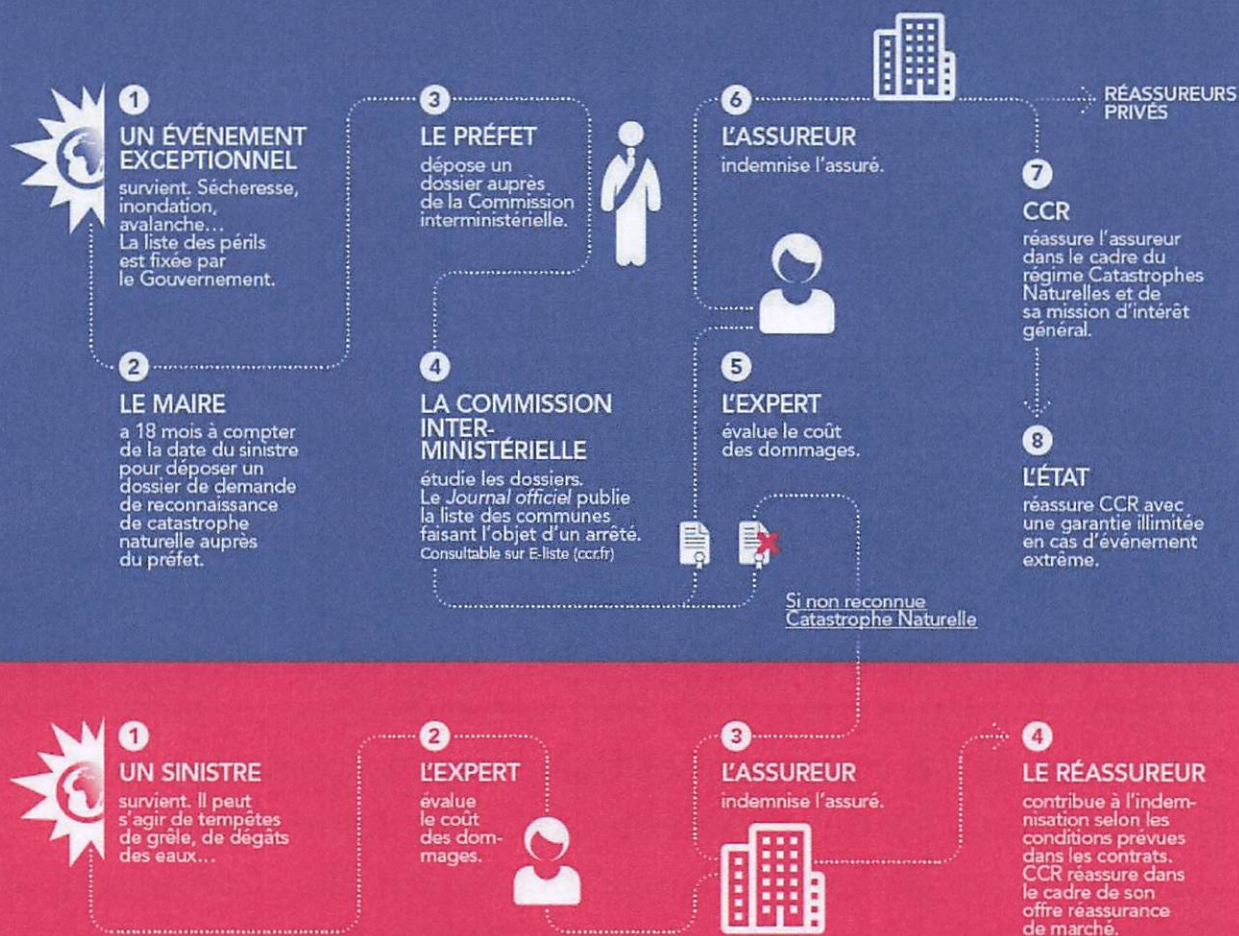 1
UN ÉVÉNEMENT
EXCEPTIONNEL
survient. Sécheresse,
inondation,
avalanche...
La liste des périls
est fixée par
le Gouvernement.
2
LE MAIRE
a 18 mois à compter
de la date du sinistre
pour déposer un
dossier de demande
de reconnaissance
de catastrophe
naturelle auprès
du préfet.
3
LE PRÉFET
dépose un
dossier auprès
de la Commission
interministérielle.
4
LA COMMISSION
INTER-
MINISTÉRIELLE
étudie les dossiers.
Le Journal officiel publie
la liste des communes
faisant l'objet d'un arrêté.
Consultable sur E-liste (ccr.fr)
5
L'EXPERT
évalue le coût
des dommages.
6
L'ASSUREUR
indemnise l'assuré.
RÉASSUREURS
PRIVÉS
7
CCR
réassure l'assureur
dans le cadre du
régime Catastrophes
Naturelles et de
sa mission d'intérêt
général.
8
L'ÉTAT
réassure CCR avec
une garantie illimitée
en cas d'événement
extrême.
Si non reconnue
Catastrophe Naturelle
1
UN SINISTRE
survient. Il peut
s'agir de tempêtes
de grêle, de dégâts
des eaux...
2
L'EXPERT
évalue
le coût
des dom-
mages.
3
L'ASSUREUR
indemnise l'assuré.
4
LE RÉASSUREUR
contribue à l'indem-
nisation selon les
conditions prévues
dans les contrats.
CCR réassure dans
le cadre de son
offre réassurance
de marché.